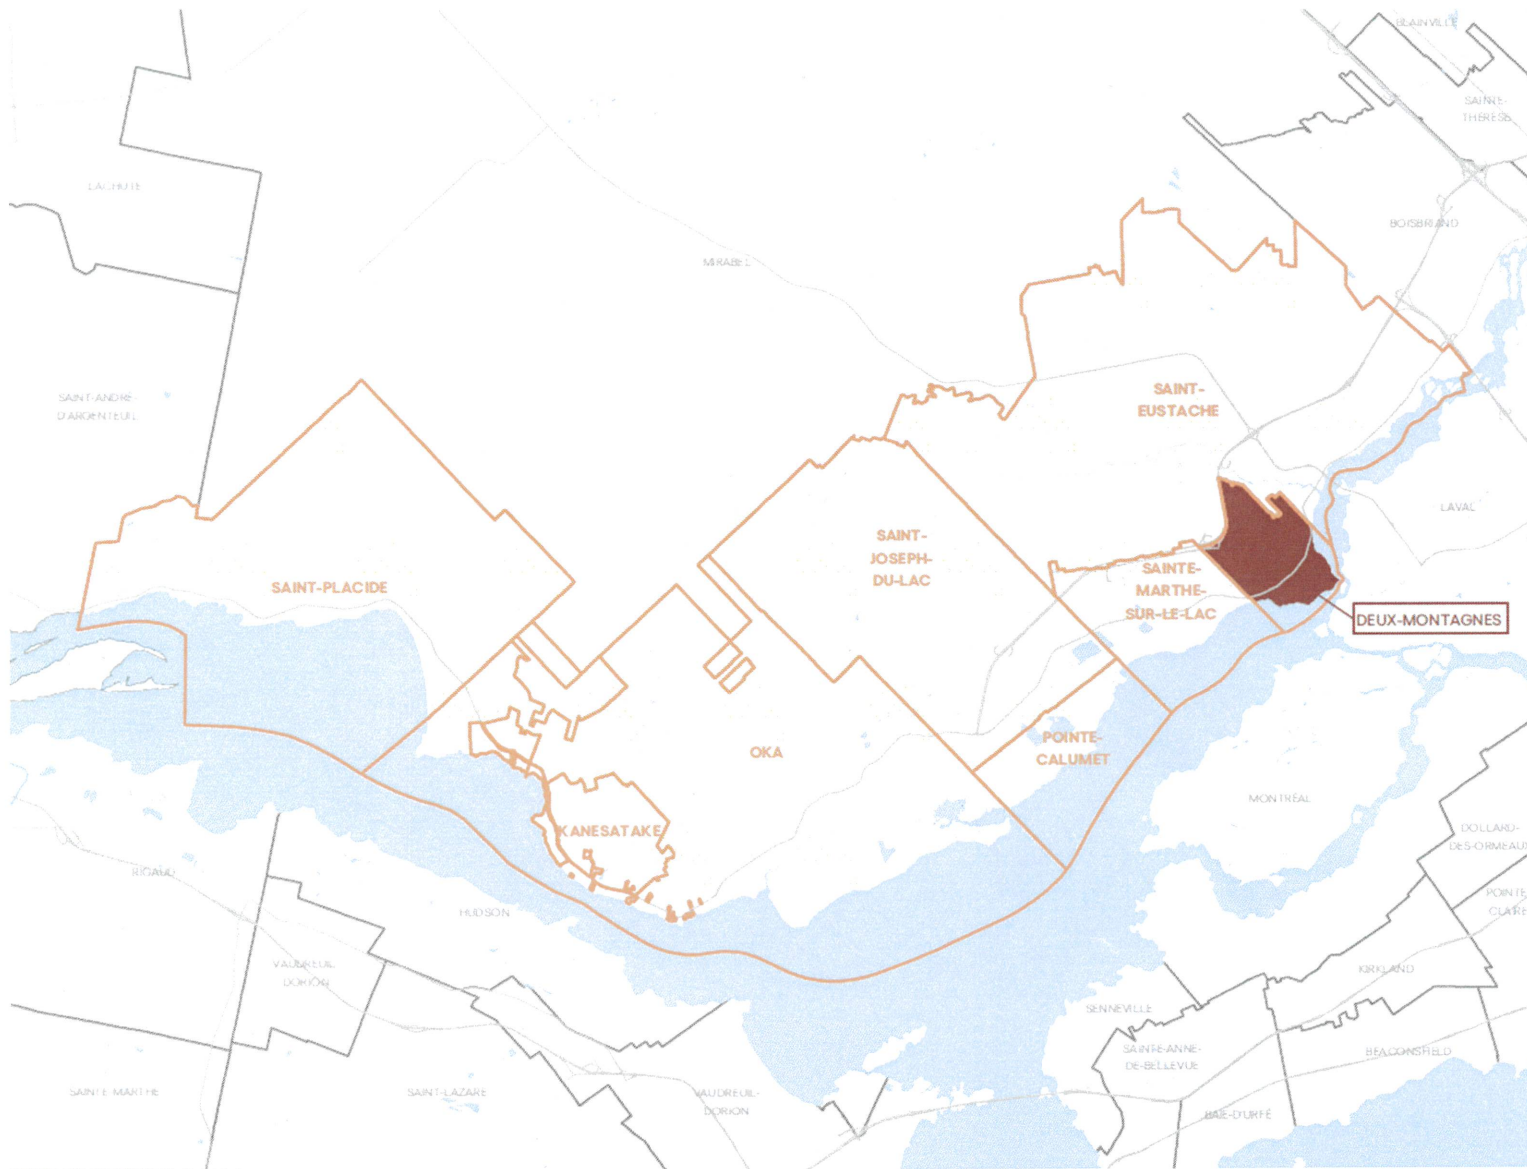 BLAINVILLE
SAINTE-
THÉRÈSE
LACHUTE
BOISBRIAND
MIRABEL
SAINT-ANDRÉ-
D'ARGENTEUIL
SAINT-
EUSTACHE
LAVAL
SAINT-
JOSEPH-
DU-LAC
SAINT-PLACIDE
SAINTE-
MARTHE-
SUR-LE-LAC
DEUX-MONTAGNES
OKA
POINTE-
CALUMET
MONTRÉAL
KANESATAKE
DOLLARD-
DES-ORMEAUX
RIGAUD
POINTE-
CLAIRE
HUDSON
VAUDREUIL-
DORION
KIRKLAND
SENNEVILLE
SAINTE-ANNE-
DE-BELLEVUE
BEACONSFIELD
SAINTE-MARTHE
SAINT-LAZARE
VAUDREUIL-
DORION
BAIE-D'URFÉ